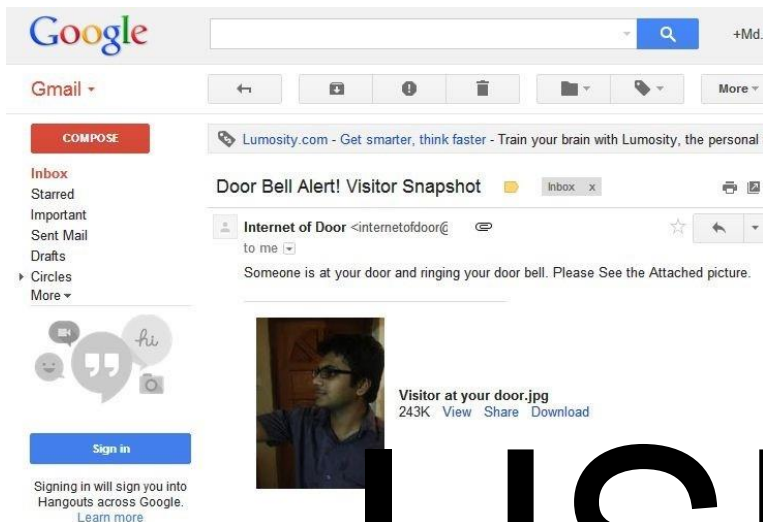 Google
+Md.
Gmail
More
COMPOSE
Lumosity.com - Get smarter, think faster - Train your brain with Lumosity, the personal
Inbox
Starred
Important
Sent Mail
Drafts
Circles
More
Door Bell Alert! Visitor Snapshot
Inbox x
Internet of Door <internetofdoor@
to me
Someone is at your door and ringing your door bell. Please See the Attached picture.
hi
Visitor at your door.jpg
243K View Share Download
Sign in
Signing in will sign you into
Hangouts across Google.
Learn more